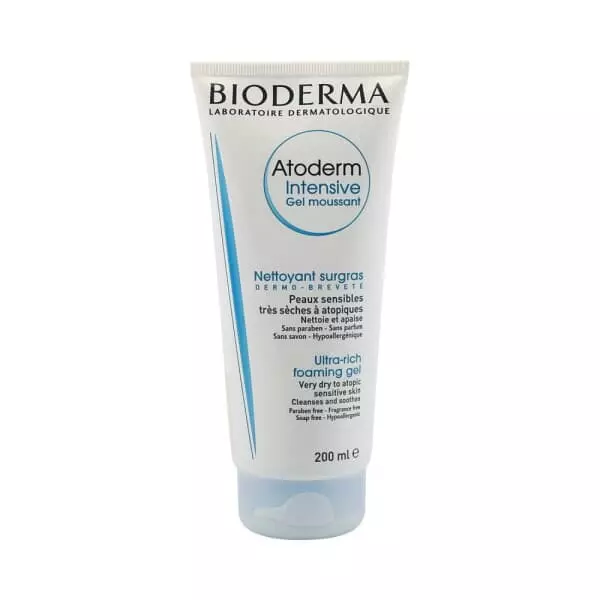 BIODERMA
LABORATOIRE DERMATOLOGIQUE
Atoderm
Intensive
Gel moussant
Nettoyant surgras
DERMO-BREVETÉ
Peaux sensibles
très sèches à atopiques
Nettoie et apaise
Sans paraben - Sans parfum
Sans savon - Hypoallergénique
Ultra-rich
foaming gel
Very dry to atopic
sensitive skin
Cleanses and soothes
Paraben free - Fragrance free
Soap free - Hypoallergenic
200 ml e